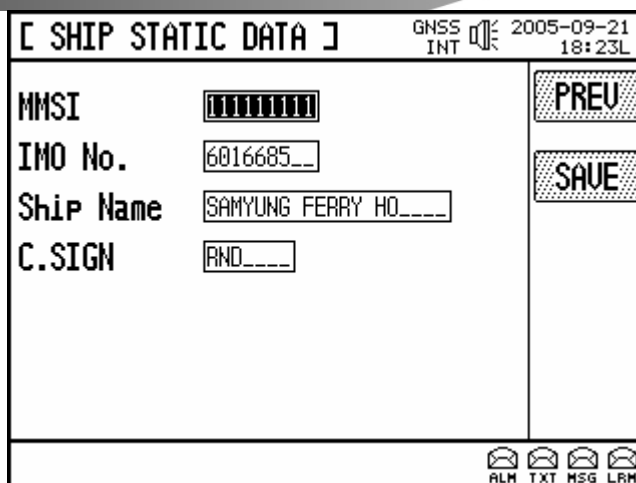 [ SHIP STATIC DATA ]
GNSS INT
2005-09-21 18:23L
MMSI 111111111
IMO No. 6016685__
Ship Name SAMYUNG FERRY HO____
C.SIGN RND____
PREV
SAVE
ALM TXT MSG LRM